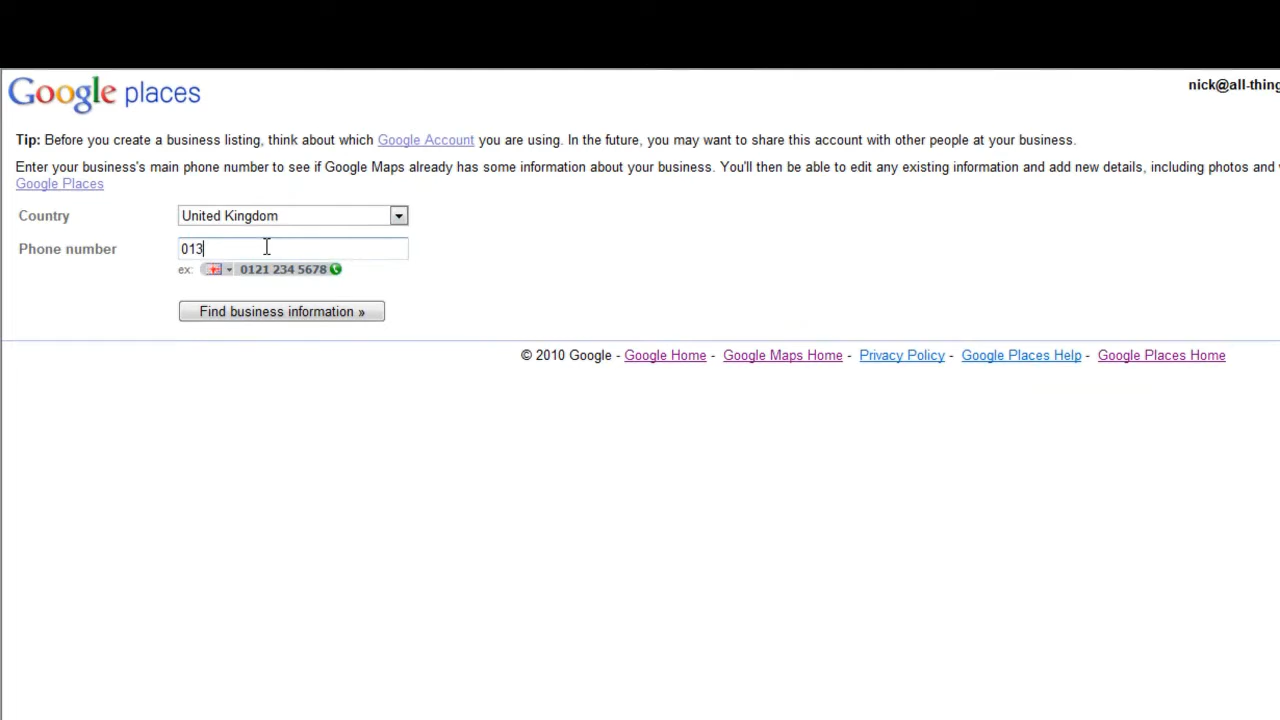 Google places
nick@all-thing
Tip: Before you create a business listing, think about which Google Account you are using. In the future, you may want to share this account with other people at your business.
Enter your business's main phone number to see if Google Maps already has some information about your business. You'll then be able to edit any existing information and add new details, including photos and
Google Places
Country United Kingdom
Phone number 013
ex: 0121 234 5678
Find business information »
© 2010 Google - Google Home - Google Maps Home - Privacy Policy - Google Places Help - Google Places Home